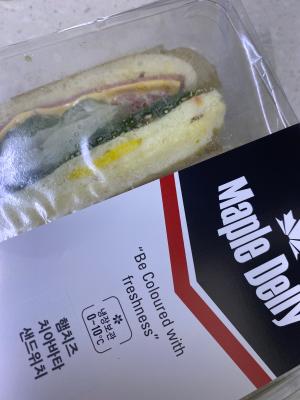 Maple Delly
"Be Coloured with
freshness"
냉장보관
0~10℃
햄치즈
치아바타
샌드위치